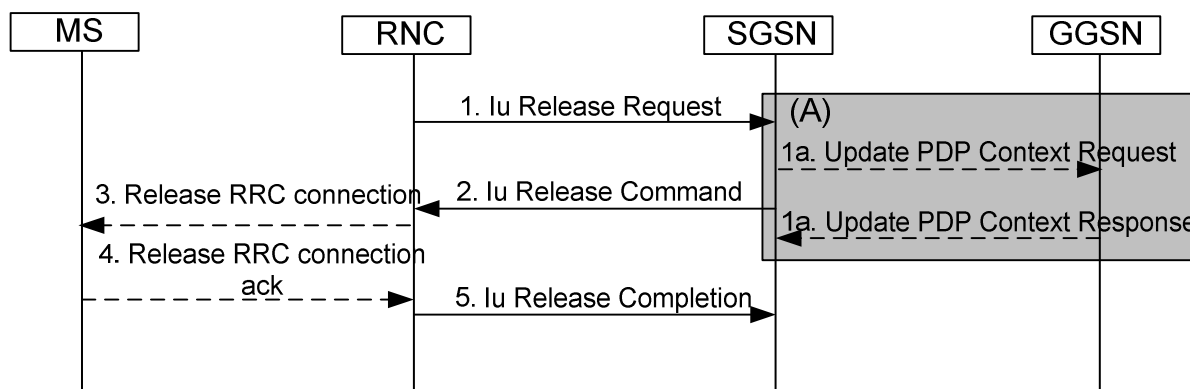 MS
RNC
SGSN
GGSN
1. Iu Release Request
(A)
1a. Update PDP Context Request
3. Release RRC connection
2. Iu Release Command
1a. Update PDP Context Response
4. Release RRC connection
ack
5. Iu Release Completion